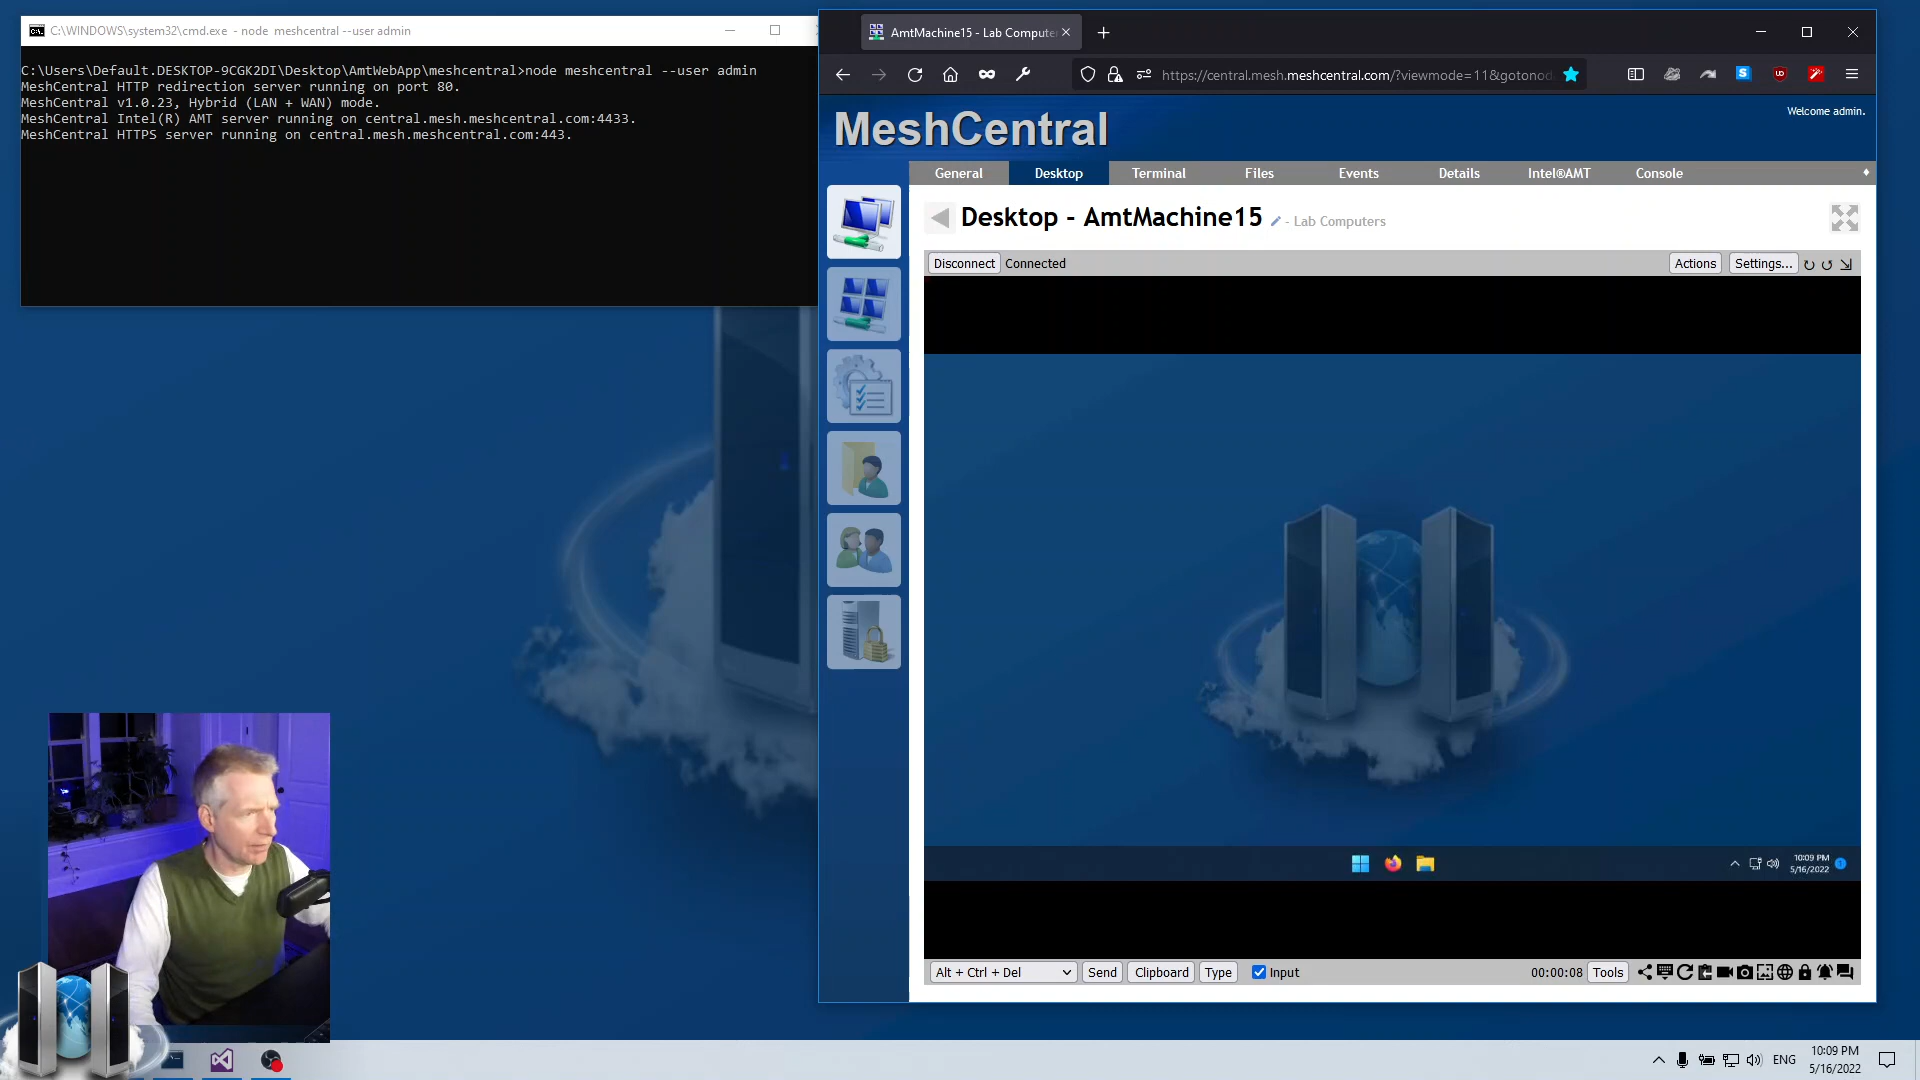 C:\WINDOWS\system32\cmd.exe - node meshcentral --user admin
C:\Users\Default.DESKTOP-9CGK2DI\Desktop\AmtWebApp\meshcentral>node meshcentral --user admin
MeshCentral HTTP redirection server running on port 80.
MeshCentral v1.0.23, Hybrid (LAN + WAN) mode.
MeshCentral Intel(R) AMT server running on central.mesh.meshcentral.com:4433.
MeshCentral HTTPS server running on central.mesh.meshcentral.com:443.
AmtMachine15 - Lab Compute
https://central.mesh.meshcentral.com/?viewmode=11&gotonod
MeshCentral
Welcome admin.
General Desktop Terminal Files Events Details Intel®AMT Console
Desktop - AmtMachine15 - Lab Computers
Disconnect Connected Actions Settings...
10:09 PM
5/16/2022
Alt + Ctrl + Del Send Clipboard Type Input 00:00:08 Tools
ENG
10:09 PM
5/16/2022